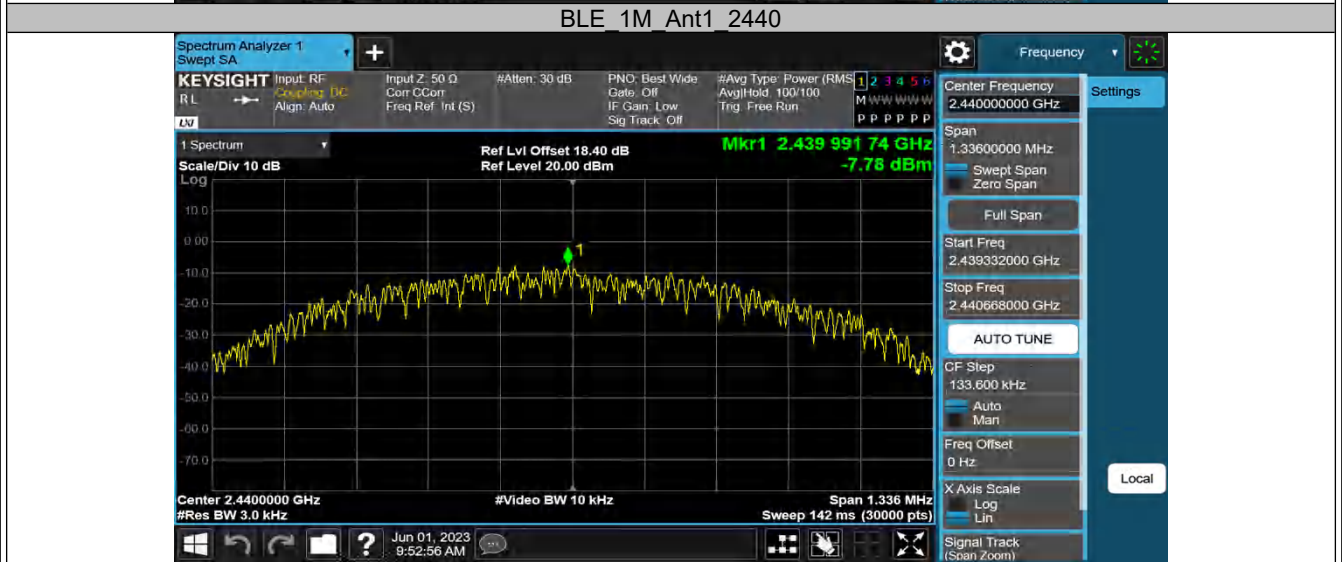 BLE_1M_Ant1_2440
Spectrum Analyzer 1
Swept SA
+
Frequency
KEYSIGHT
RL
LXI
Input: RF
Coupling: DC
Align: Auto
Input Z: 50 Ω
Corr CCorr
Freq Ref: Int (S)
#Atten: 30 dB
PNO: Best Wide
Gate: Off
IF Gain: Low
Sig Track: Off
#Avg Type: Power (RMS
Avg|Hold: 100/100
Trig: Free Run
1 2 3 4 5 6
M W W W W W
P P P P P P
Center Frequency
2.440000000 GHz
Settings
1 Spectrum
Scale/Div 10 dB
Log
Ref Lvl Offset 18.40 dB
Ref Level 20.00 dBm
Mkr1 2.439 991 74 GHz
-7.78 dBm
Span
1.33600000 MHz
Swept Span
Zero Span
Full Span
Start Freq
2.439332000 GHz
Stop Freq
2.440668000 GHz
AUTO TUNE
CF Step
133.600 kHz
Auto
Man
Freq Offset
0 Hz
X Axis Scale
Log
Lin
Signal Track
(Span Zoom)
Local
10.0
0.00
-10.0
-20.0
-30.0
-40.0
-50.0
-60.0
-70.0
1
Center 2.4400000 GHz
#Res BW 3.0 kHz
#Video BW 10 kHz
Span 1.336 MHz
Sweep 142 ms (30000 pts)
?
Jun 01, 2023
9:52:56 AM